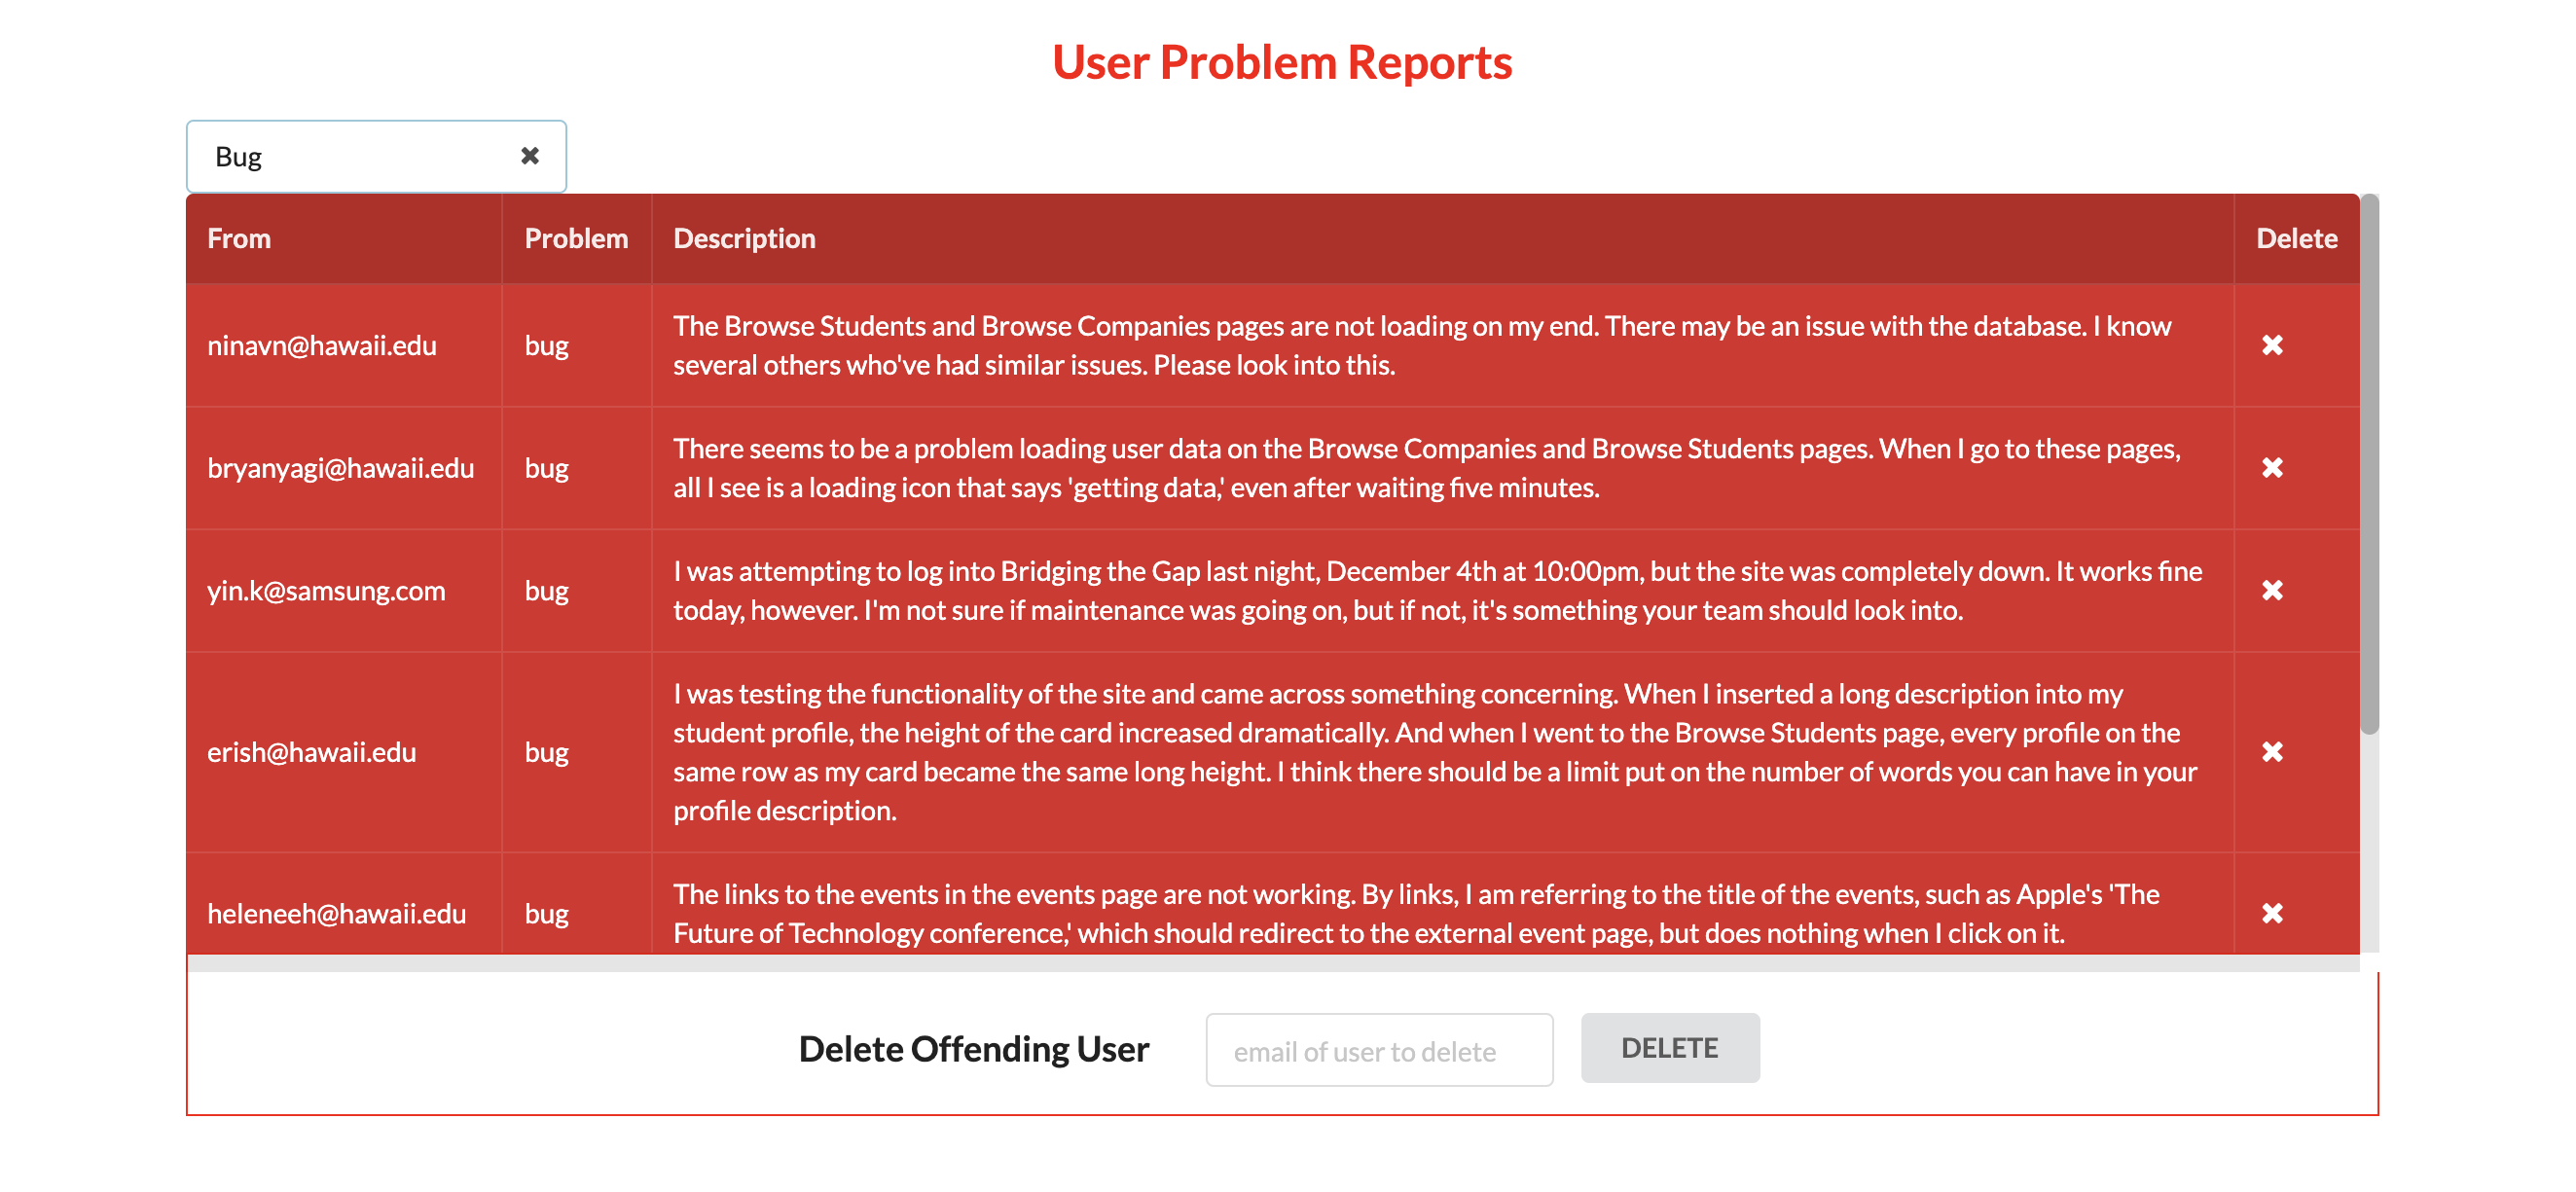 User Problem Reports
Bug
From Problem Description Delete
ninavn@hawaii.edu bug The Browse Students and Browse Companies pages are not loading on my end. There may be an issue with the database. I know
several others who've had similar issues. Please look into this.
bryanyagi@hawaii.edu bug There seems to be a problem loading user data on the Browse Companies and Browse Students pages. When I go to these pages,
all I see is a loading icon that says 'getting data,' even after waiting five minutes.
yin.k@samsung.com bug I was attempting to log into Bridging the Gap last night, December 4th at 10:00pm, but the site was completely down. It works fine
today, however. I'm not sure if maintenance was going on, but if not, it's something your team should look into.
erish@hawaii.edu bug I was testing the functionality of the site and came across something concerning. When I inserted a long description into my
student profile, the height of the card increased dramatically. And when I went to the Browse Students page, every profile on the
same row as my card became the same long height. I think there should be a limit put on the number of words you can have in your
profile description.
heleneeh@hawaii.edu bug The links to the events in the events page are not working. By links, I am referring to the title of the events, such as Apple's 'The
Future of Technology conference,' which should redirect to the external event page, but does nothing when I click on it.
Delete Offending User email of user to delete DELETE